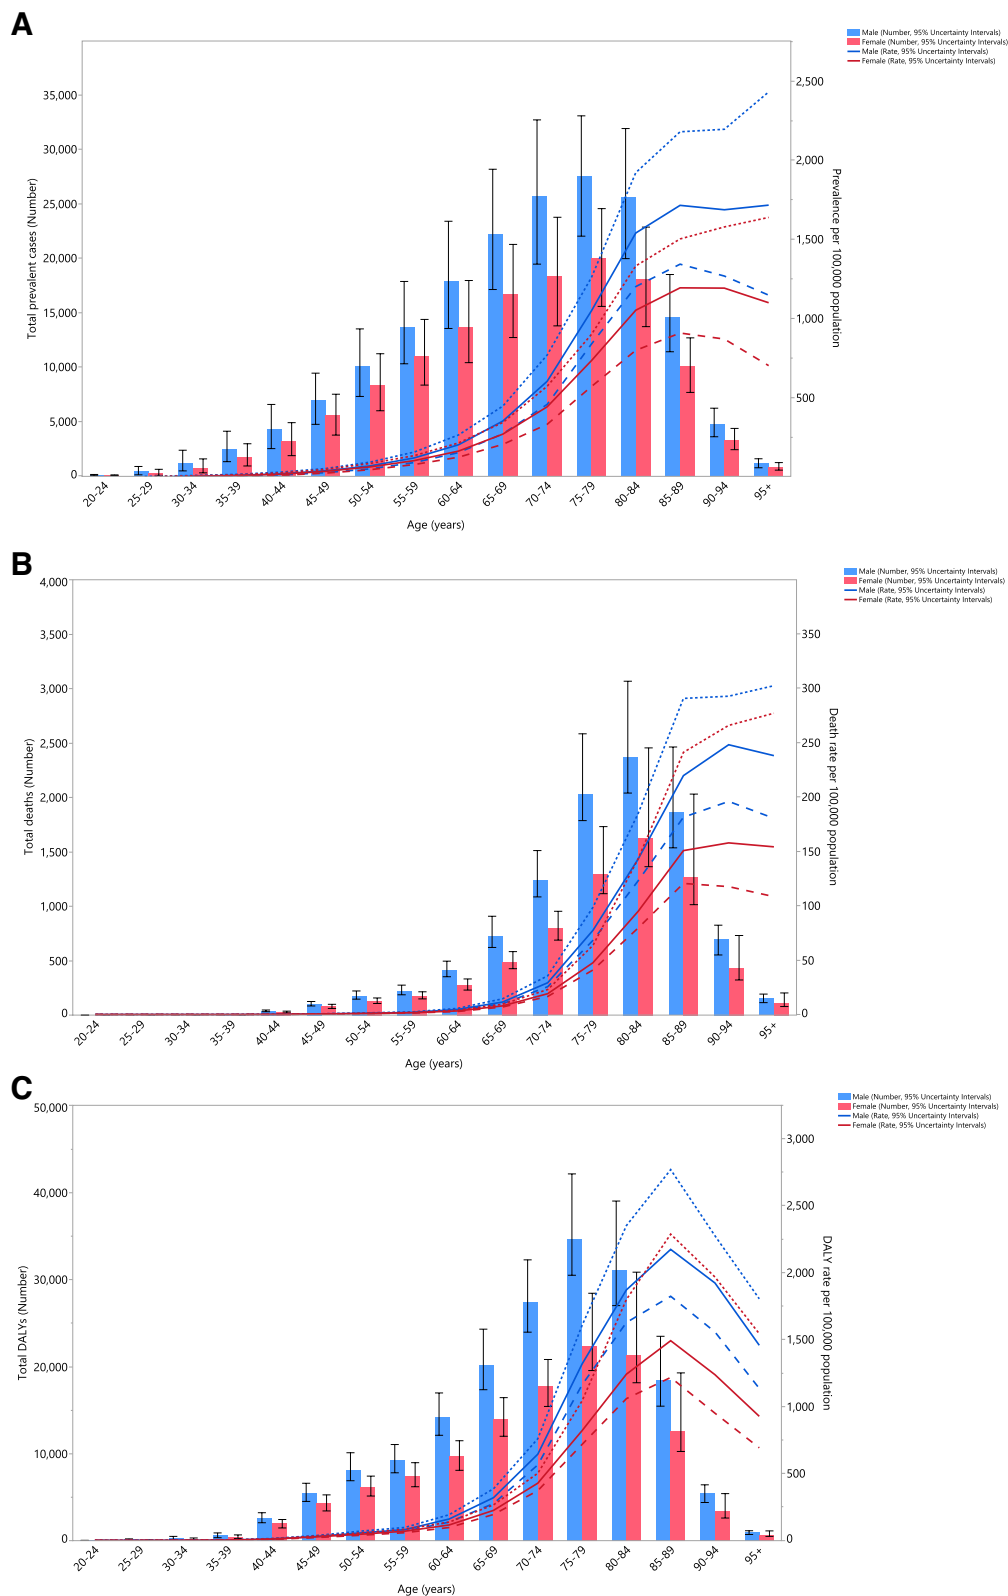 A
Male (Number, 95% Uncertainty Intervals)
Female (Number, 95% Uncertainty Intervals)
Male (Rate, 95% Uncertainty Intervals)
Female (Rate, 95% Uncertainty Intervals)
Total prevalent cases (Number)
35,000
30,000
25,000
20,000
15,000
10,000
5,000
0
2,500
2,000
1,500
1,000
500
Prevalence per 100,000 population
20-24 25-29 30-34 35-39 40-44 45-49 50-54 55-59 60-64 65-69 70-74 75-79 80-84 85-89 90-94 95+
Age (years)
B
Male (Number, 95% Uncertainty Intervals)
Female (Number, 95% Uncertainty Intervals)
Male (Rate, 95% Uncertainty Intervals)
Female (Rate, 95% Uncertainty Intervals)
Total deaths (Number)
4,000
3,500
3,000
2,500
2,000
1,500
1,000
500
0
350
300
250
200
150
100
50
0
Death rate per 100,000 population
20-24 25-29 30-34 35-39 40-44 45-49 50-54 55-59 60-64 65-69 70-74 75-79 80-84 85-89 90-94 95+
Age (years)
C
Male (Number, 95% Uncertainty Intervals)
Female (Number, 95% Uncertainty Intervals)
Male (Rate, 95% Uncertainty Intervals)
Female (Rate, 95% Uncertainty Intervals)
Total DALYs (Number)
50,000
40,000
30,000
20,000
10,000
0
3,000
2,500
2,000
1,500
1,000
500
0
DALY rate per 100,000 population
20-24 25-29 30-34 35-39 40-44 45-49 50-54 55-59 60-64 65-69 70-74 75-79 80-84 85-89 90-94 95+
Age (years)